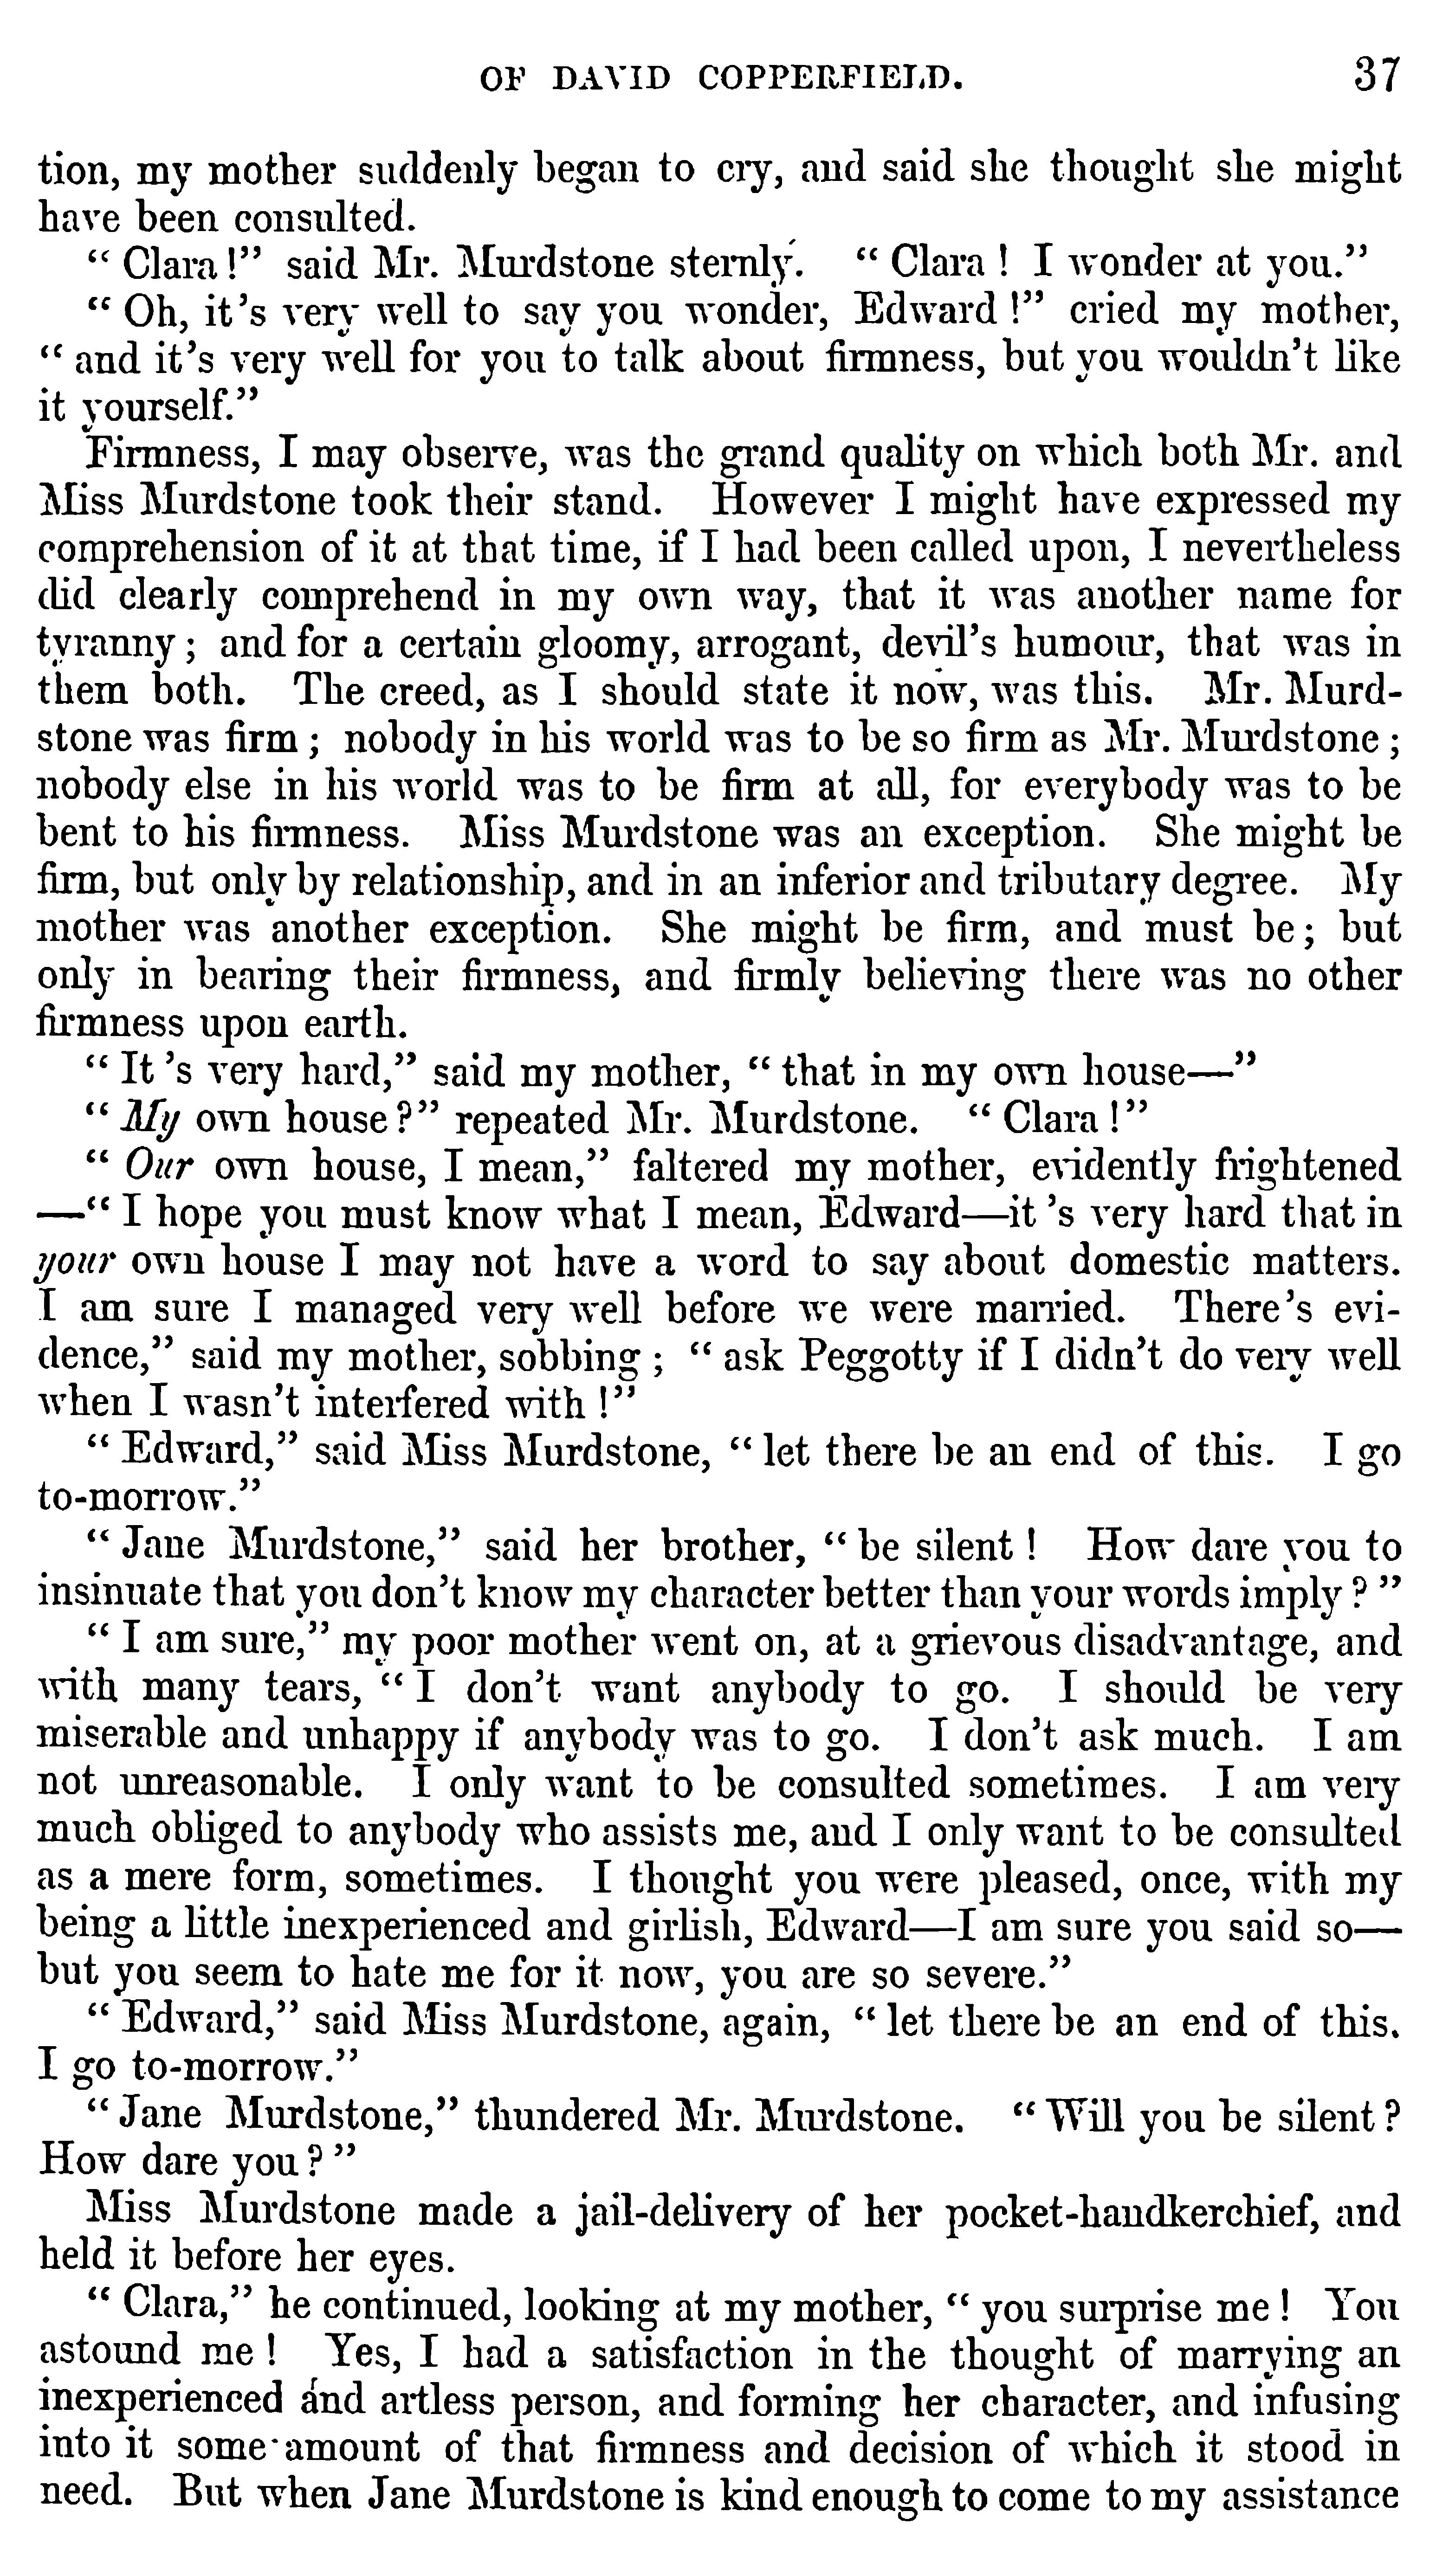 OF DAVID COPPERFIELD. 37
tion, my mother suddenly began to cry, and said she thought she might
have been consulted.
" Clara !" said Mr. Murdstone sternly. " Clara ! I wonder at you."
" Oh, it's very well to say you wonder, Edward !" cried my mother,
" and it's very well for you to talk about firmness, but you wouldn't like
it yourself."
Firmness, I may observe, was the grand quality on which both Mr. and
Miss Murdstone took their stand. However I might have expressed my
comprehension of it at that time, if I had been called upon, I nevertheless
did clearly comprehend in my own way, that it was another name for
tyranny ; and for a certain gloomy, arrogant, devil's humour, that was in
them both. The creed, as I should state it now, was this. Mr. Murd-
stone was firm ; nobody in his world was to be so firm as Mr. Murdstone ;
nobody else in his world was to be firm at all, for everybody was to be
bent to his firmness. Miss Murdstone was an exception. She might be
firm, but only by relationship, and in an inferior and tributary degree. My
mother was another exception. She might be firm, and must be ; but
only in bearing their firmness, and firmly believing there was no other
firmness upon earth.
" It 's very hard," said my mother, " that in my own house—"
" My own house ?" repeated Mr. Murdstone. " Clara !"
" Our own house, I mean," faltered my mother, evidently frightened
—" I hope you must know what I mean, Edward—it 's very hard that in
your own house I may not have a word to say about domestic matters.
I am sure I managed very well before we were married. There's evi-
dence," said my mother, sobbing ; " ask Peggotty if I didn't do very well
when I wasn't interfered with !"
" Edward," said Miss Murdstone, " let there be an end of this. I go
to-morrow."
" Jane Murdstone," said her brother, " be silent ! How dare you to
insinuate that you don't know my character better than your words imply ? "
" I am sure," my poor mother went on, at a grievous disadvantage, and
with many tears, " I don't want anybody to go. I should be very
miserable and unhappy if anybody was to go. I don't ask much. I am
not unreasonable. I only want to be consulted sometimes. I am very
much obliged to anybody who assists me, and I only want to be consulted
as a mere form, sometimes. I thought you were pleased, once, with my
being a little inexperienced and girlish, Edward—I am sure you said so—
but you seem to hate me for it now, you are so severe."
" Edward," said Miss Murdstone, again, " let there be an end of this.
I go to-morrow."
" Jane Murdstone," thundered Mr. Murdstone. " Will you be silent ?
How dare you ? "
Miss Murdstone made a jail-delivery of her pocket-handkerchief, and
held it before her eyes.
" Clara," he continued, looking at my mother, " you surprise me ! You
astound me ! Yes, I had a satisfaction in the thought of marrying an
inexperienced and artless person, and forming her character, and infusing
into it some amount of that firmness and decision of which it stood in
need. But when Jane Murdstone is kind enough to come to my assistance